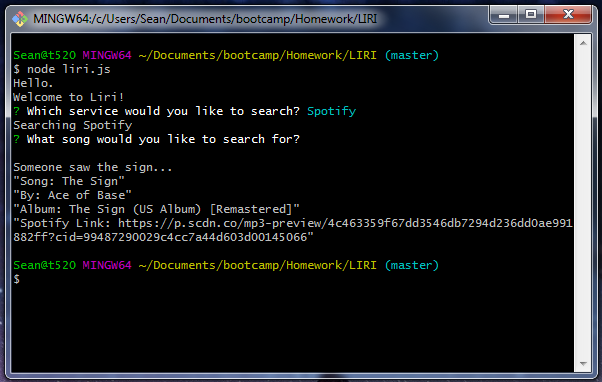 MINGW64:/c/Users/Sean/Documents/bootcamp/Homework/LIRI
Sean@t520 MINGW64 ~/Documents/bootcamp/Homework/LIRI (master)
$ node liri.js
Hello.
Welcome to Liri!
? Which service would you like to search? Spotify
Searching Spotify
? What song would you like to search for?
Someone saw the sign...
"Song: The Sign"
"By: Ace of Base"
"Album: The Sign (US Album) [Remastered]"
"Spotify Link: https://p.scdn.co/mp3-preview/4c463359f67dd3546db7294d236dd0ae991
882ff?cid=99487290029c4cc7a44d603d00145066"
Sean@t520 MINGW64 ~/Documents/bootcamp/Homework/LIRI (master)
$